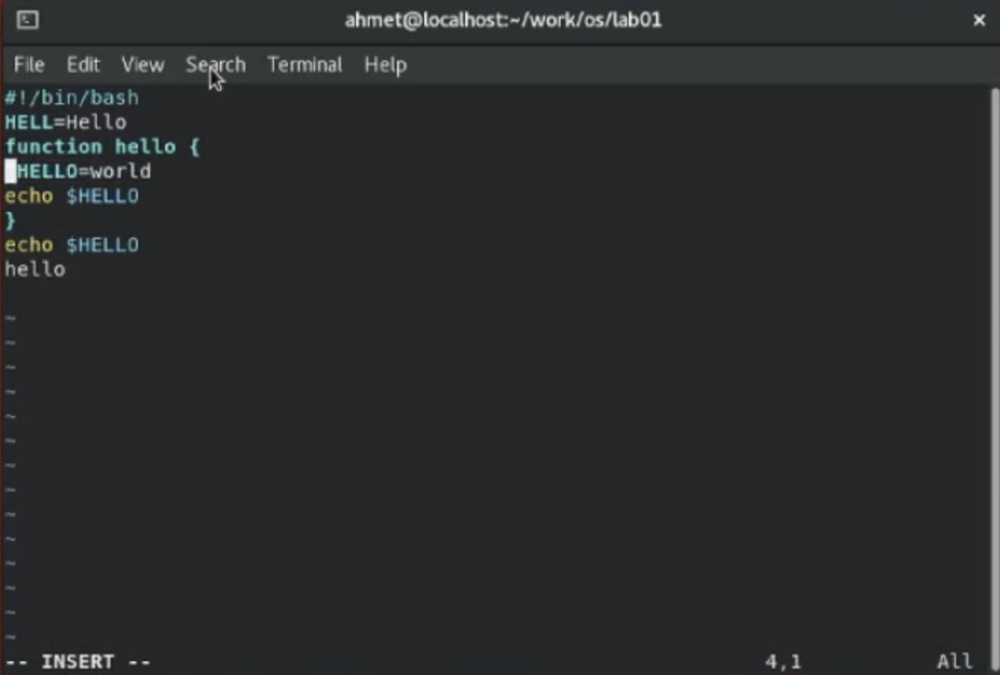 ahmet@localhost:~/work/os/lab01 ×
File Edit View Search Terminal Help
#!/bin/bash
HELL=Hello
function hello {
 HELLO=world
echo $HELLO
}
echo $HELLO
hello

~
~
~
~
~
~
~
~
~
~
~
~
~
~
-- INSERT -- 4,1 All